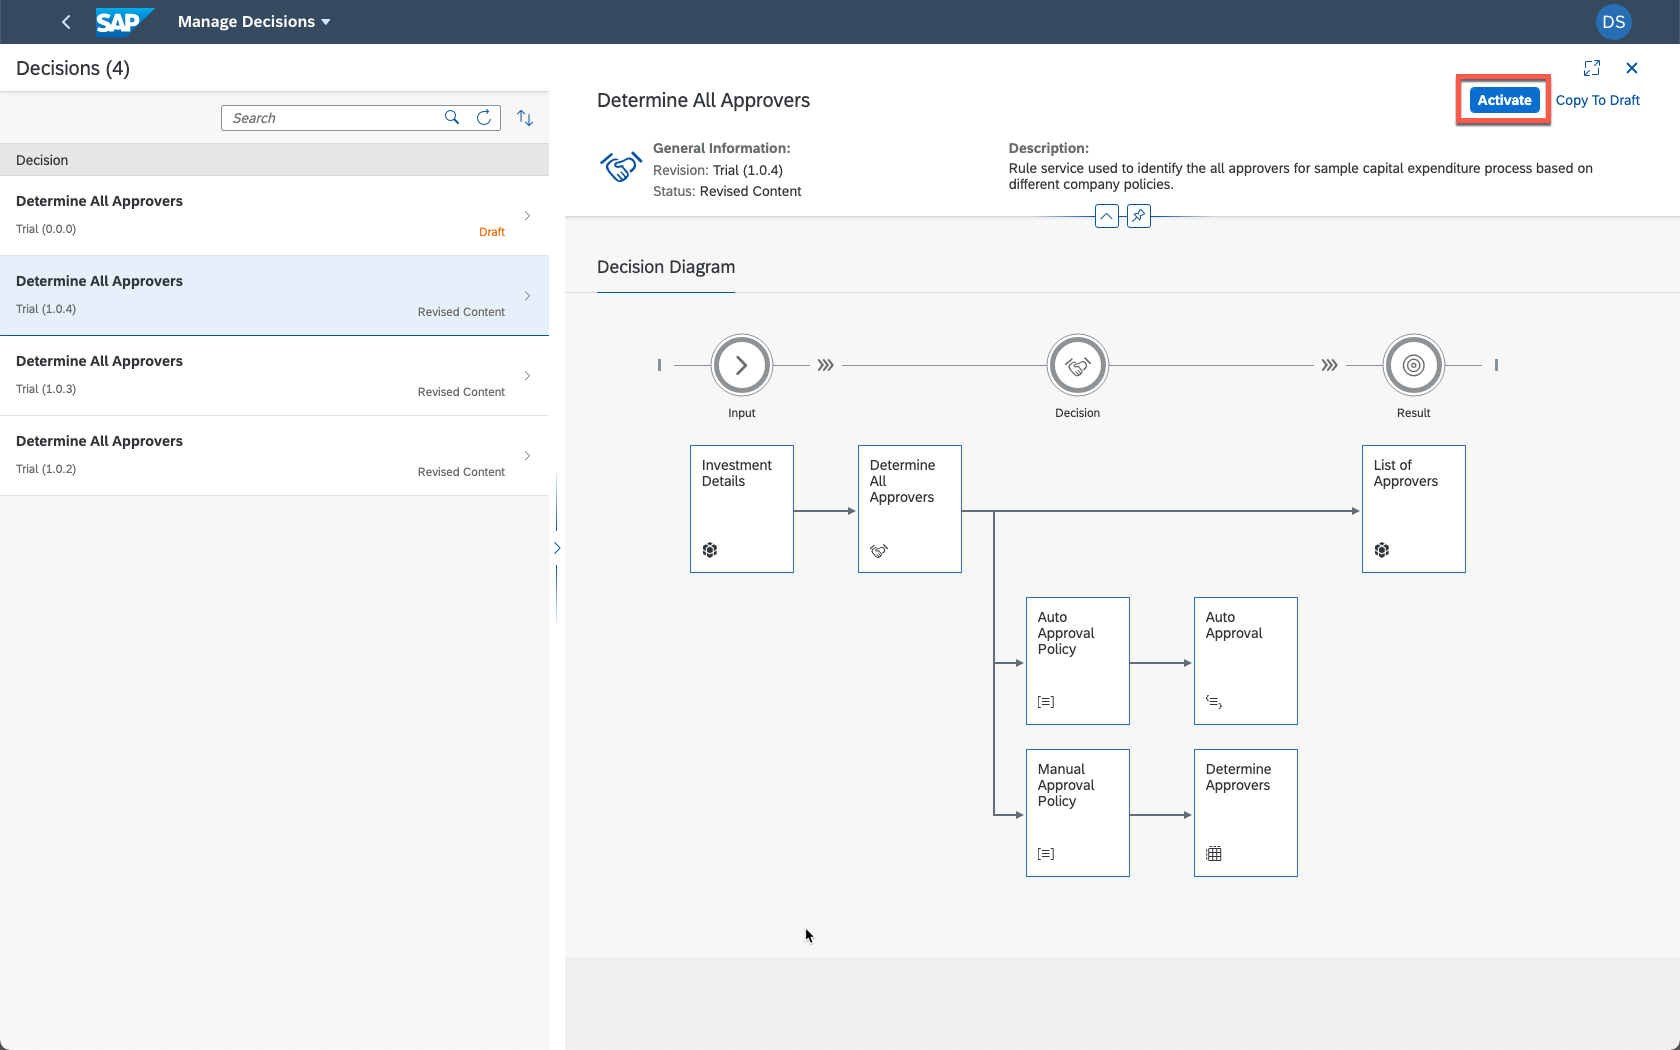 SAP
Manage Decisions
DS
Decisions (4)
Search
Decision
Determine All Approvers
Trial (0.0.0)
Draft
Determine All Approvers
Trial (1.0.4)
Revised Content
Determine All Approvers
Trial (1.0.3)
Revised Content
Determine All Approvers
Trial (1.0.2)
Revised Content
Determine All Approvers
Activate
Copy To Draft
General Information:
Revision: Trial (1.0.4)
Status: Revised Content
Description:
Rule service used to identify the all approvers for sample capital expenditure process based on
different company policies.
Decision Diagram
Input
Decision
Result
Investment
Details
Determine
All
Approvers
List of
Approvers
Auto
Approval
Policy
Auto
Approval
Manual
Approval
Policy
Determine
Approvers